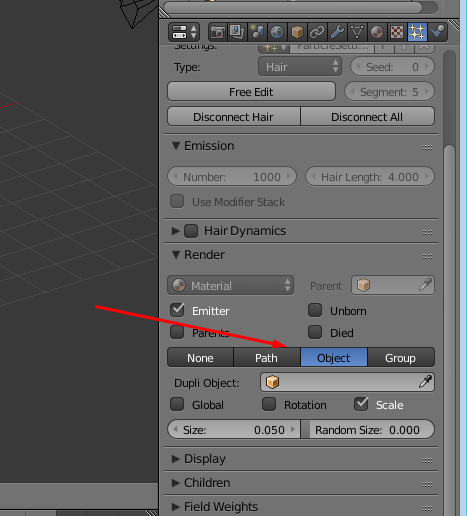 Settings: ParticleSetti... F
Type: Hair Seed: 0
Free Edit Segment: 5
Disconnect Hair Disconnect All
Emission
Number: 1000 Hair Length: 4.000
Use Modifier Stack
Hair Dynamics
Render
Material Parent
Emitter Unborn
Parents Died
None Path Object Group
Dupli Object:
Global Rotation Scale
Size: 0.050 Random Size: 0.000
Display
Children
Field Weights